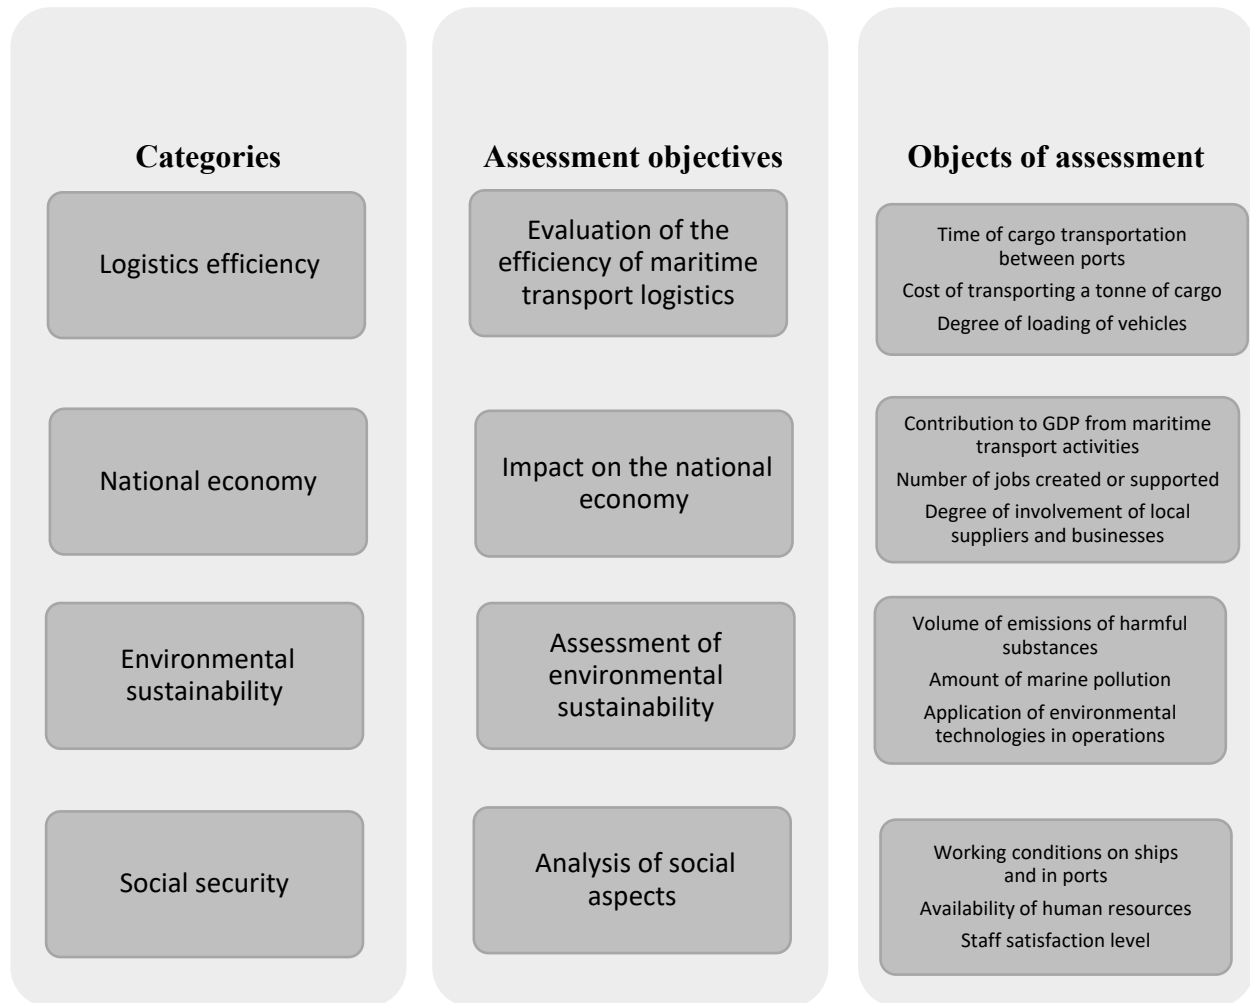 Categories
Logistics efficiency
National economy
Environmental
sustainability
Social security
Assessment objectives
Evaluation of the
efficiency of maritime
transport logistics
Impact on the national
economy
Assessment of
environmental
sustainability
Analysis of social
aspects
Objects of assessment
Time of cargo transportation
between ports
Cost of transporting a tonne of cargo
Degree of loading of vehicles
Contribution to GDP from maritime
transport activities
Number of jobs created or supported
Degree of involvement of local
suppliers and businesses
Volume of emissions of harmful
substances
Amount of marine pollution
Application of environmental
technologies in operations
Working conditions on ships
and in ports
Availability of human resources
Staff satisfaction level